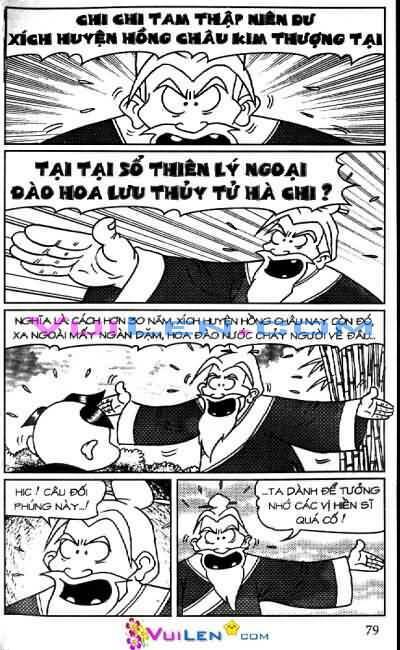 CHI CHI TAM THẬP NIÊN DƯ
XÍCH HUYỆN HỒNG CHÂU KIM THƯỢNG TẠI
TẠI TẠI SỔ THIÊN LÝ NGOẠI
ĐÀO HOA LƯU THỦY TỬ HÀ CHI?
NGHĨA LÀ: CÁCH HƠN 30 NĂM, XÍCH HUYỆN HỒNG CHÂU NAY CÒN ĐÓ,
XA NGOÀI MẤY NGÀN DẶM, HOA ĐÀO NƯỚC CHẢY NGƯỜI VỀ ĐÂU...
VUILEN.COM
HIC! CÂU ĐỐI
PHÚNG NÀY...!
...TA DÀNH ĐỂ TƯỞNG
NHỚ CÁC VỊ HIỀN SĨ
QUÁ CỐ!
79
VUILEN.COM